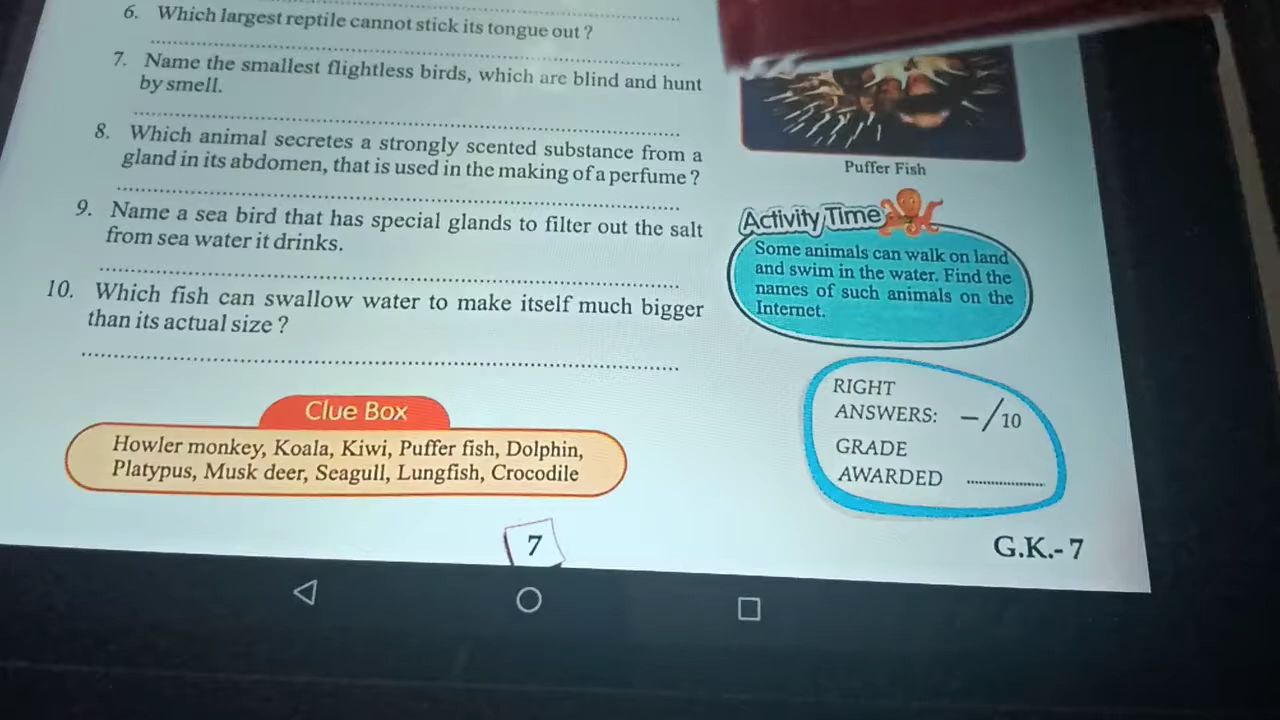 6. Which largest reptile cannot stick its tongue out ?
7. Name the smallest flightless birds, which are blind and hunt
by smell.
8. Which animal secretes a strongly scented substance from a
gland in its abdomen, that is used in the making of a perfume ?
9. Name a sea bird that has special glands to filter out the salt
from sea water it drinks.
10. Which fish can swallow water to make itself much bigger
than its actual size ?
Clue Box
Howler monkey, Koala, Kiwi, Puffer fish, Dolphin,
Platypus, Musk deer, Seagull, Lungfish, Crocodile
Puffer Fish
Activity Time
Some animals can walk on land
and swim in the water. Find the
names of such animals on the
Internet.
RIGHT
ANSWERS: –/10
GRADE
AWARDED ....................
7
G.K.- 7